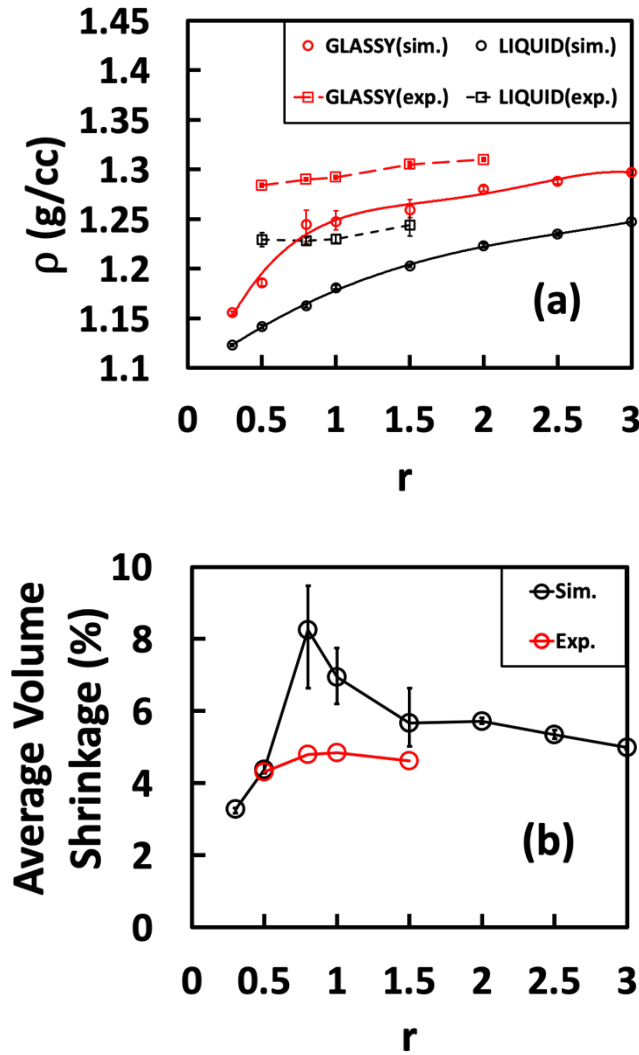 1.45
GLASSY(sim.) LIQUID(sim.)
1.4
GLASSY(exp.) LIQUID(exp.)
1.35
1.3
1.25
1.2
1.15
1.1
ρ (g/cc)
(a)
0 0.5 1 1.5 2 2.5 3
r
10
Sim.
8
Exp.
6
4
2
0
Average Volume
Shrinkage (%)
(b)
0 0.5 1 1.5 2 2.5 3
r